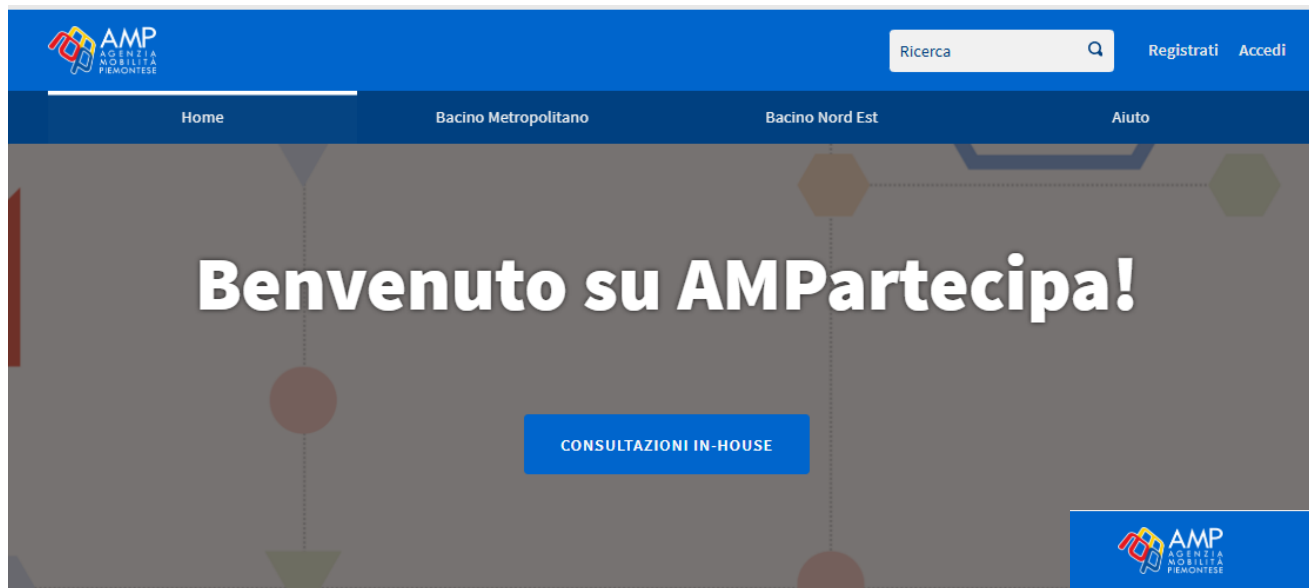 AMP
AGENZIA
MOBILITÀ
PIEMONTESE
Ricerca
Registrati Accedi
Home Bacino Metropolitano Bacino Nord Est Aiuto
Benvenuto su AMPartecipa!
CONSULTAZIONI IN-HOUSE
AMP
AGENZIA
MOBILITÀ
PIEMONTESE